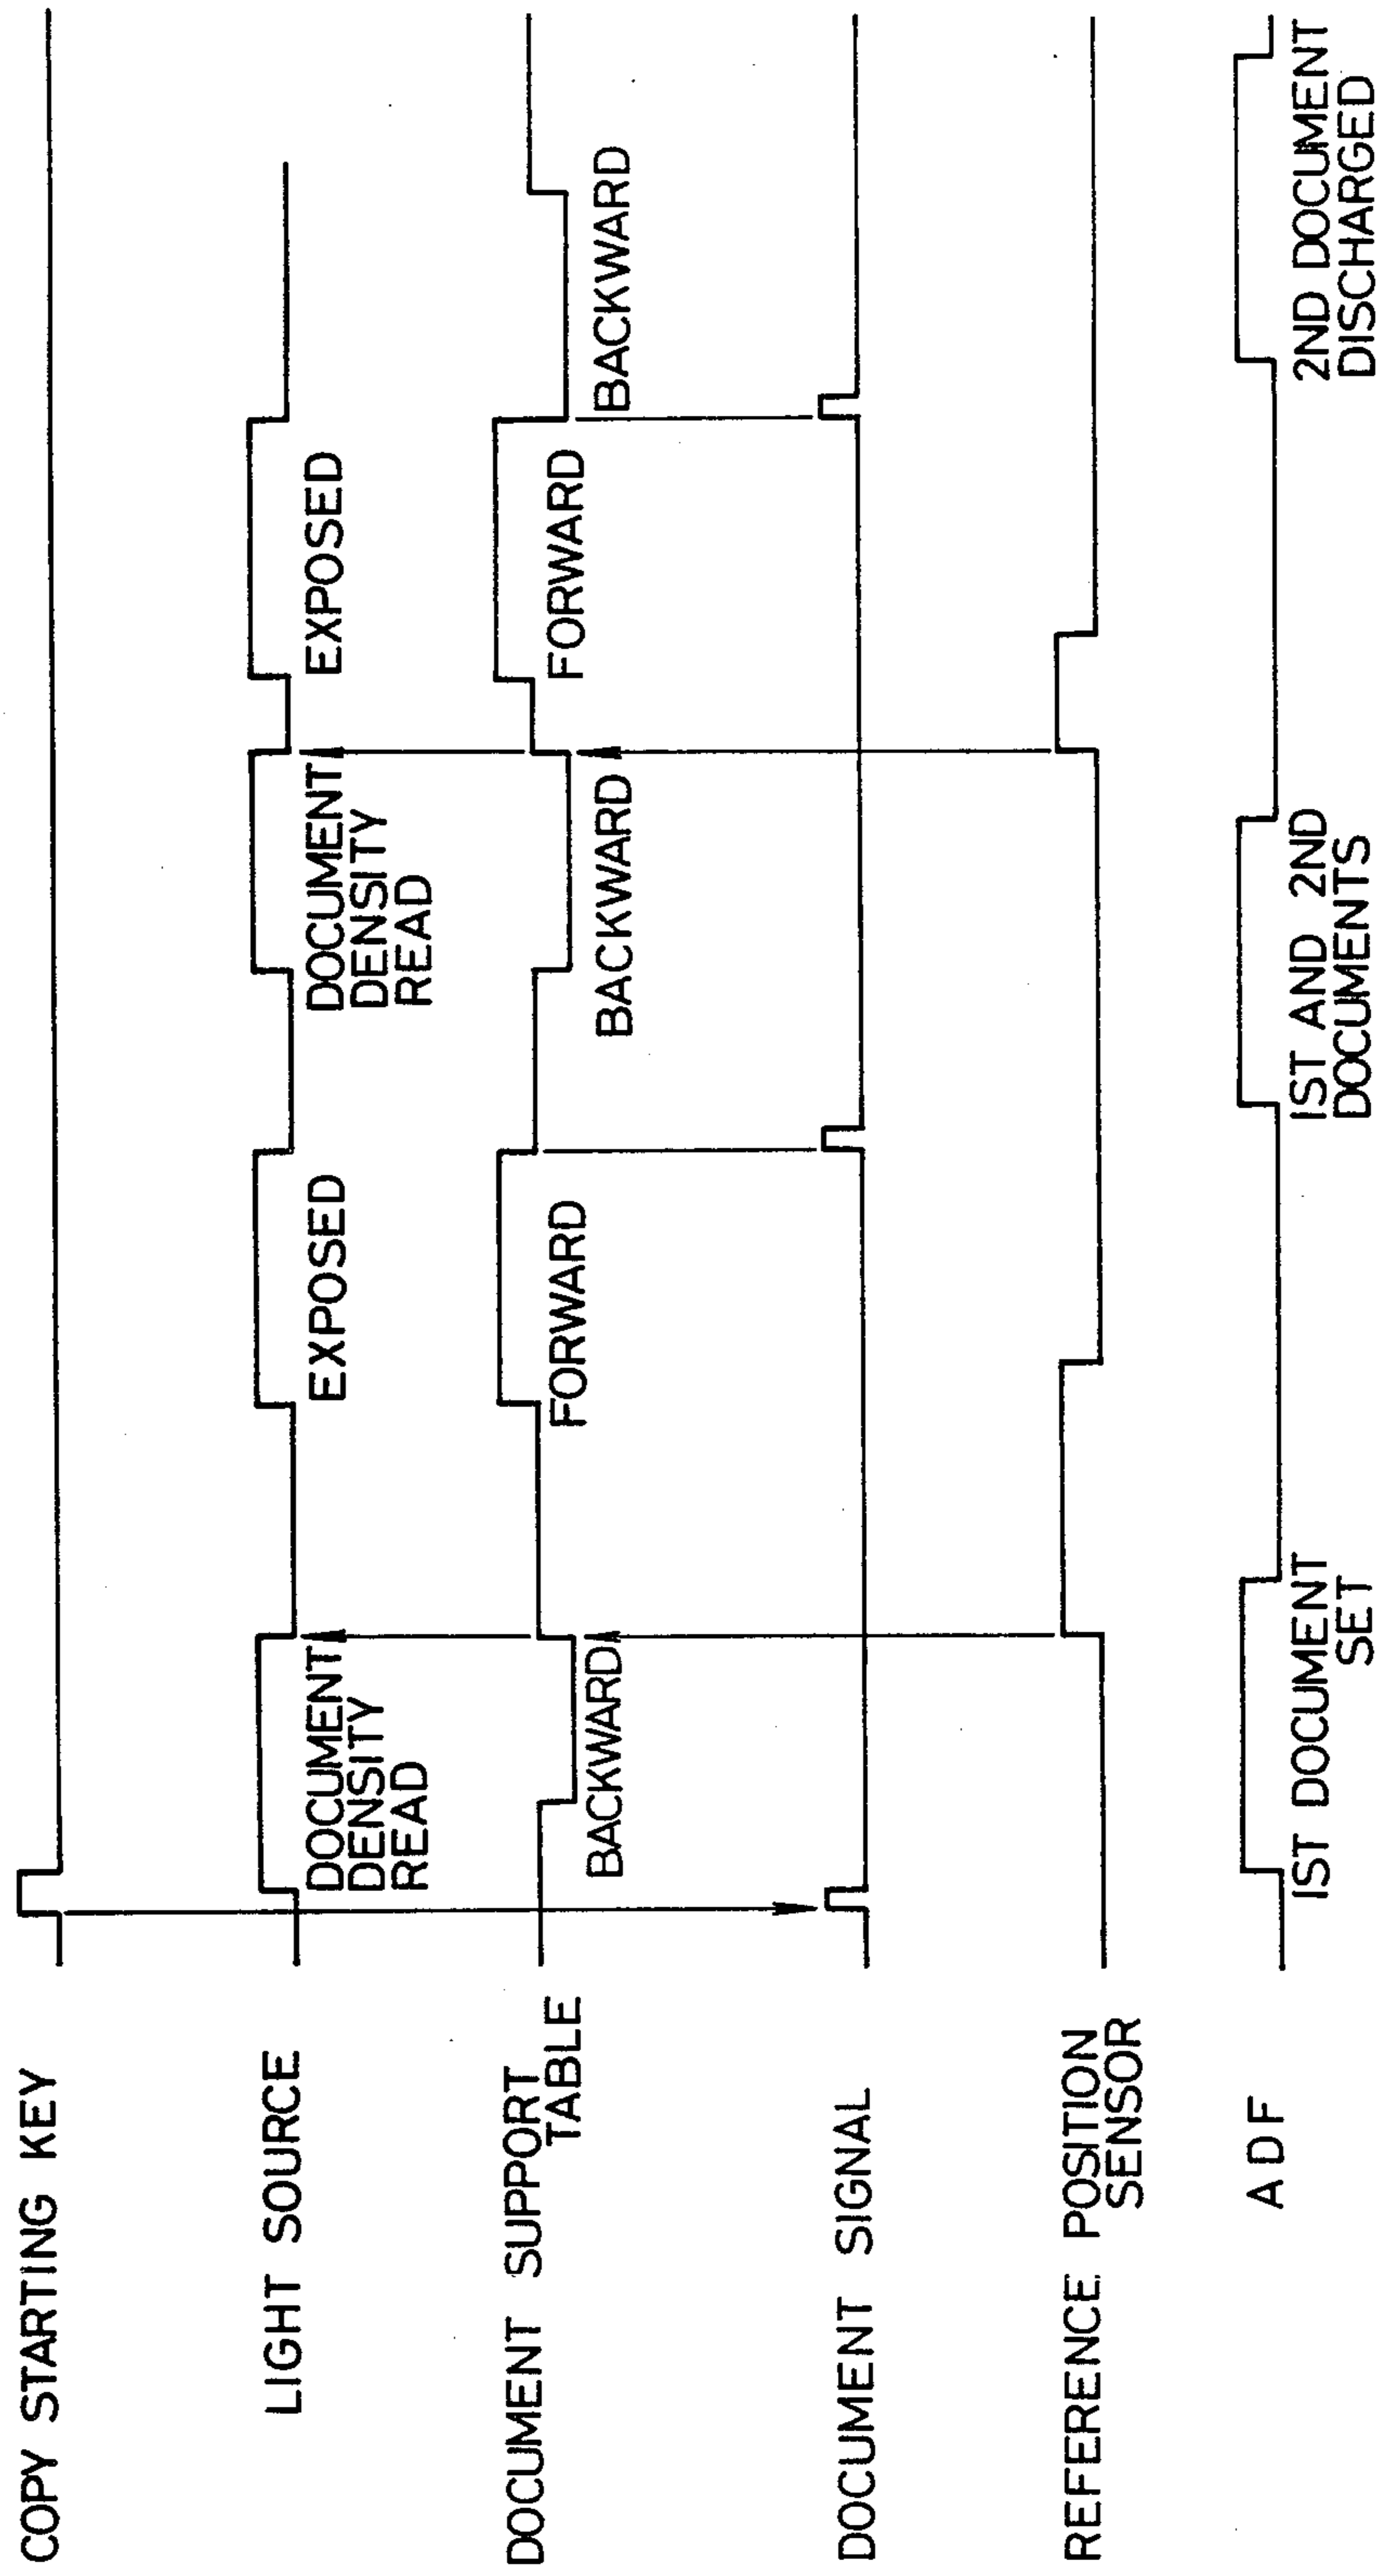 COPY STARTING KEY
LIGHT SOURCE
DOCUMENT DENSITY READ
EXPOSED
DOCUMENT DENSITY READ
EXPOSED
DOCUMENT SUPPORT TABLE
BACKWARD
FORWARD
BACKWARD
FORWARD
BACKWARD
DOCUMENT SIGNAL
REFERENCE POSITION SENSOR
ADF
IST DOCUMENT SET
IST AND 2ND DOCUMENTS
2ND DOCUMENT DISCHARGED